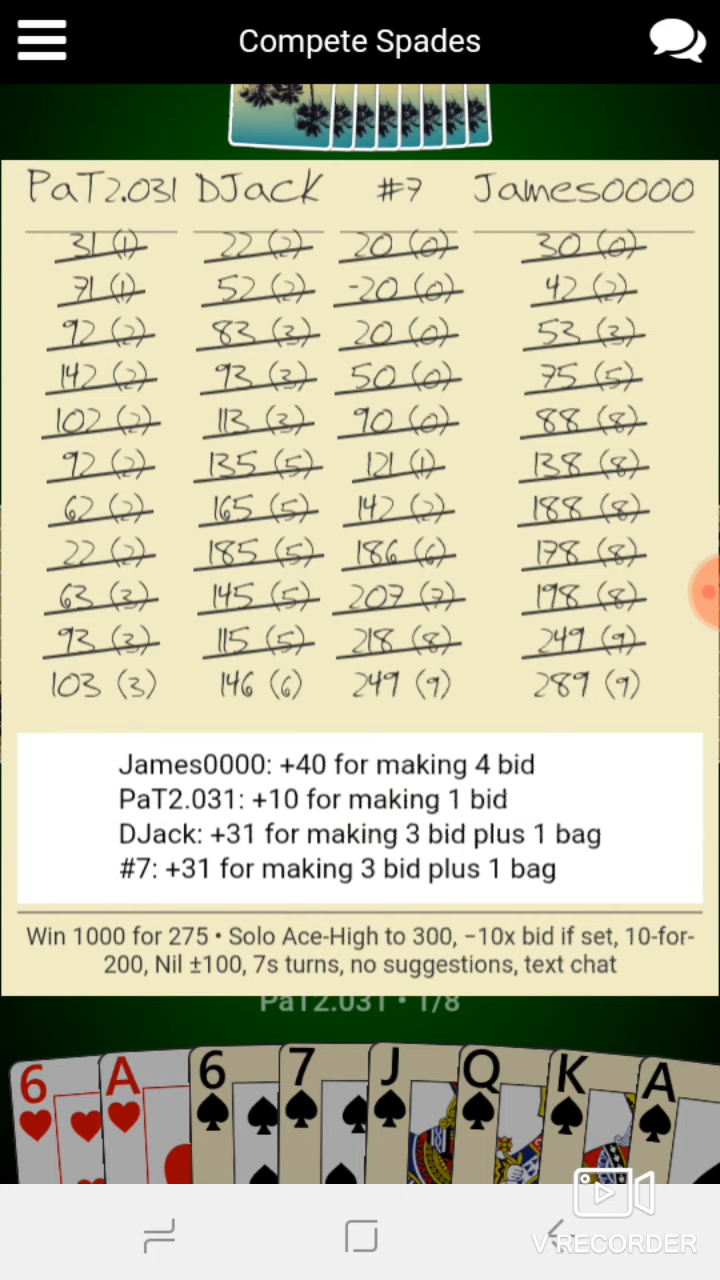 Compete Spades
PaT2.031 DJack #7 James0000
31 (1) 22 (2) 20 (0) 30 (0)
71 (1) 52 (2) -20 (0) 42 (2)
92 (2) 83 (3) 20 (0) 53 (3)
142 (2) 93 (3) 50 (0) 75 (5)
102 (2) 113 (3) 90 (0) 88 (8)
92 (2) 135 (5) 121 (1) 138 (8)
62 (2) 165 (5) 142 (2) 188 (8)
22 (2) 185 (5) 186 (6) 178 (8)
63 (3) 145 (5) 207 (7) 198 (8)
93 (3) 115 (5) 218 (8) 249 (9)
103 (3) 146 (6) 249 (9) 289 (9)
James0000: +40 for making 4 bid
PaT2.031: +10 for making 1 bid
DJack: +31 for making 3 bid plus 1 bag
#7: +31 for making 3 bid plus 1 bag
Win 1000 for 275 • Solo Ace-High to 300, −10x bid if set, 10-for-
200, Nil ±100, 7s turns, no suggestions, text chat
PaT2.031 • 1/8
6 A 6 7 J Q K A
V RECORDER